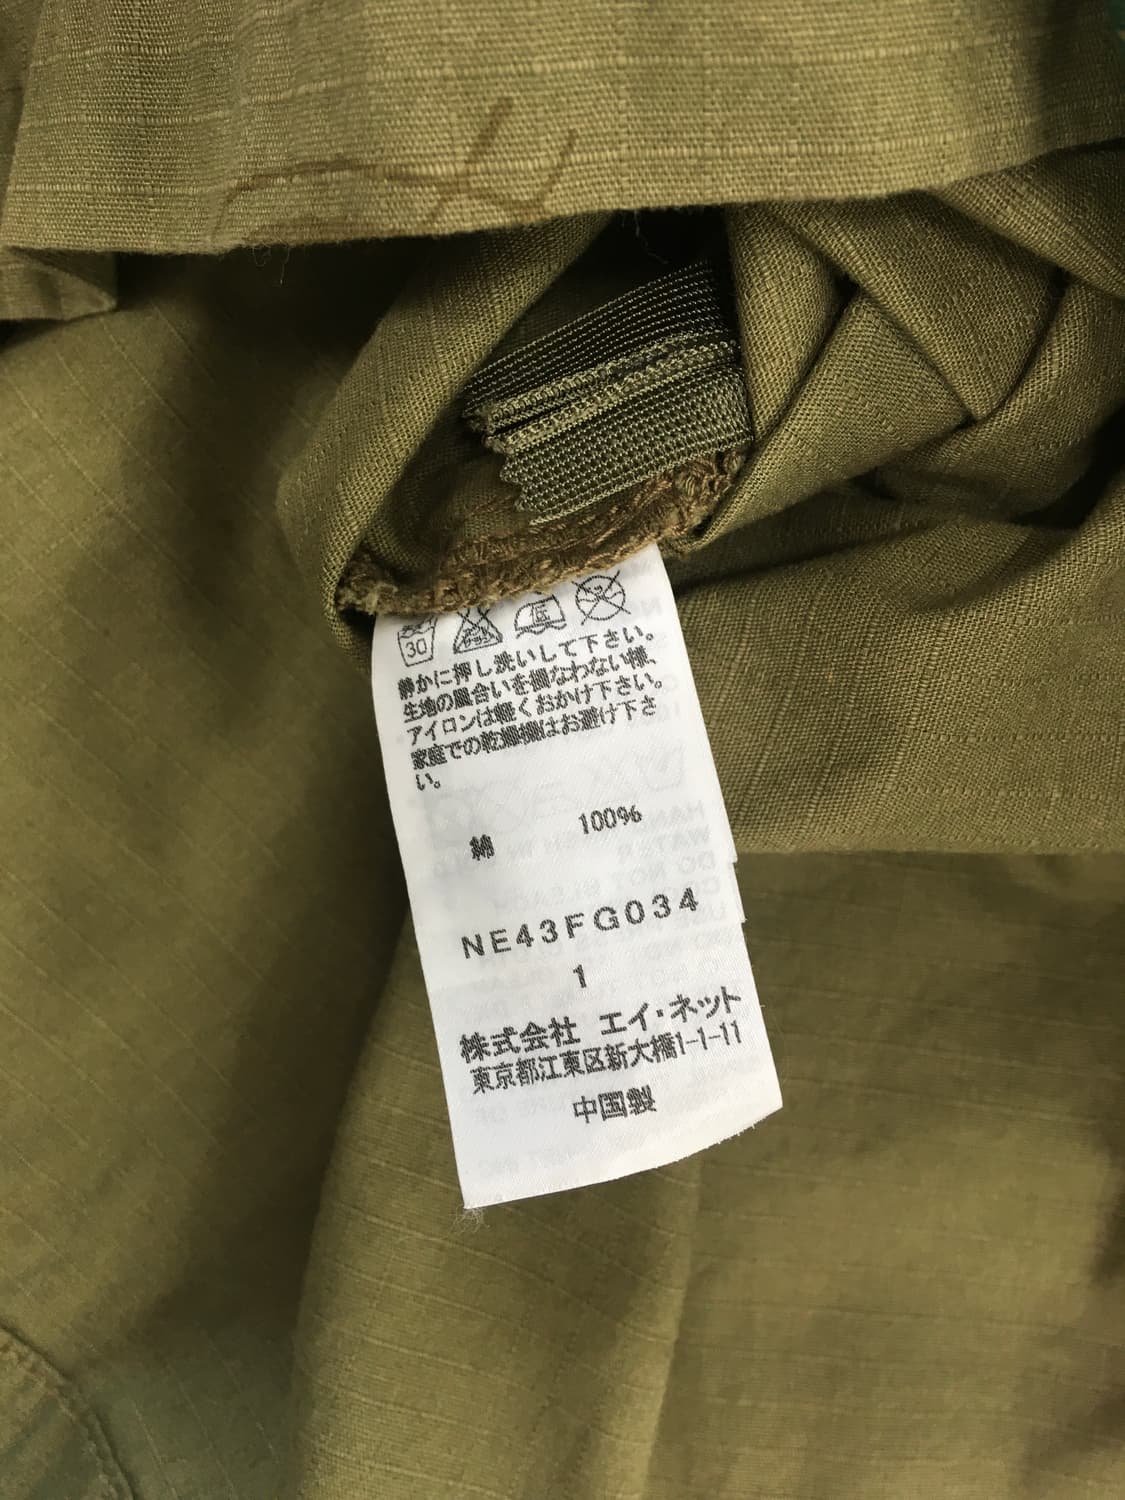 30
静かに押し洗いして下さい。
生地の風合いを損なわない様、
アイロンは軽くおかけ下さい。
家庭での乾燥機はお避け下さ
い。
綿 100%
NE43FG034
1
株式会社 エイ・ネット
東京都江東区新大橋1-1-11
中国製